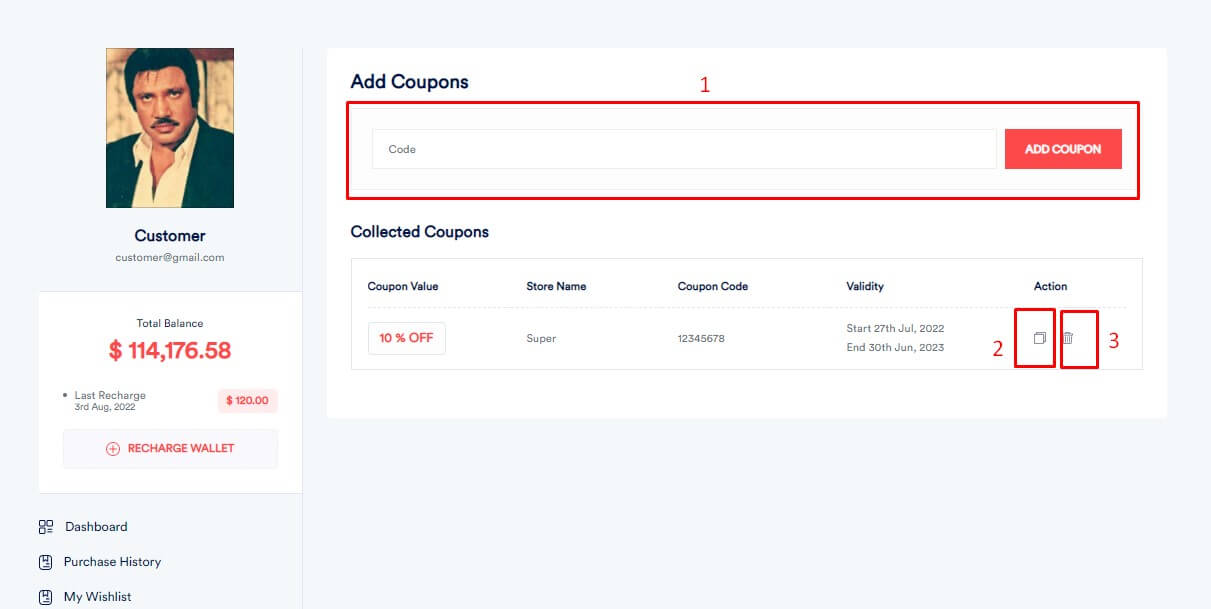 Customer
customer@gmail.com
Total Balance
$ 114,176.58
Last Recharge
3rd Aug, 2022
$ 120.00
RECHARGE WALLET
Dashboard
Purchase History
My Wishlist
Add Coupons
1
Code
ADD COUPON
Collected Coupons
Coupon Value Store Name Coupon Code Validity Action
10 % OFF Super 12345678 Start 27th Jul, 2022
End 30th Jun, 2023
2 3